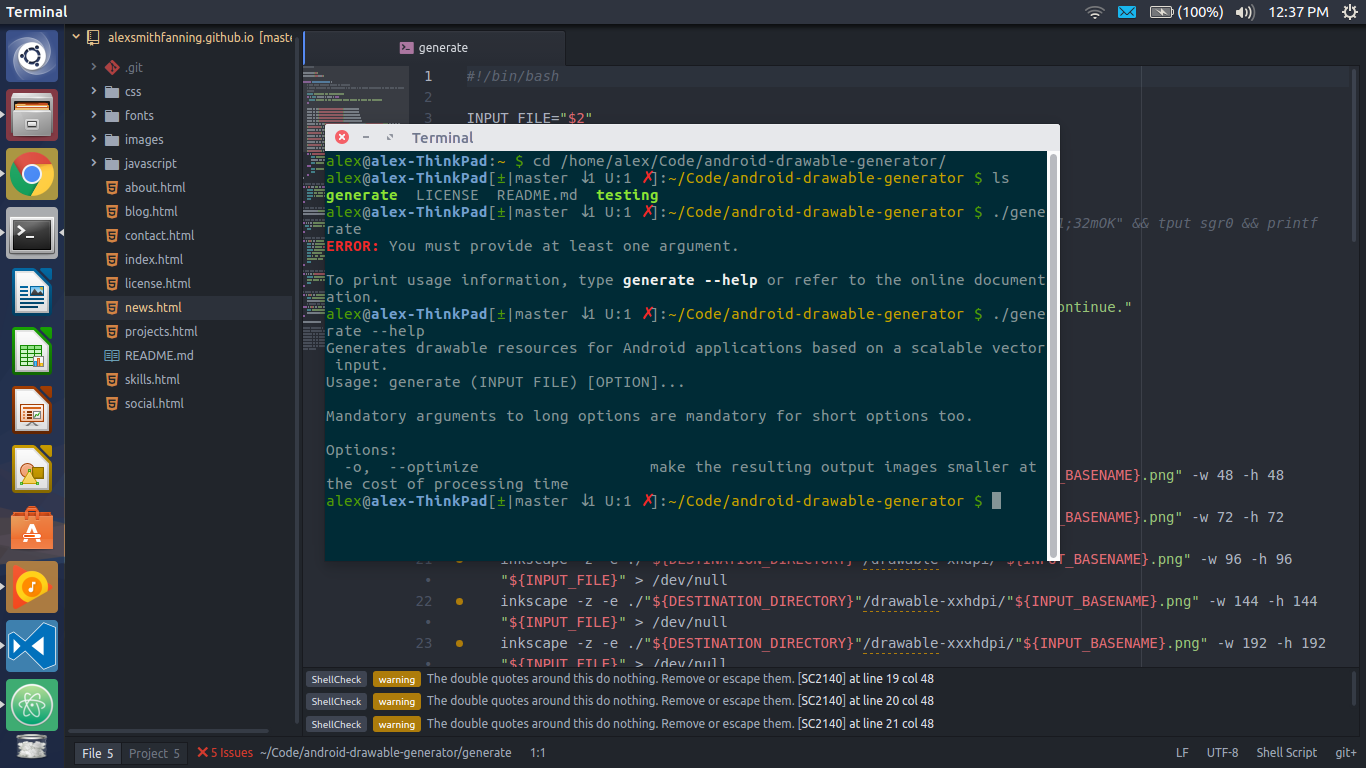 Terminal
(100%) 12:37 PM
alexsmithfanning.github.io [maste
.git
css
fonts
images
javascript
about.html
blog.html
contact.html
index.html
license.html
news.html
projects.html
README.md
skills.html
social.html
generate
1 #!/bin/bash
2
3 INPUT_FILE="$2"
1;32mOK" && tput sgr0 && printf
ontinue."
_BASENAME}.png" -w 48 -h 48
_BASENAME}.png" -w 72 -h 72
Terminal
alex@alex-ThinkPad:~ $ cd /home/alex/Code/android-drawable-generator/
alex@alex-ThinkPad[±|master ↓1 U:1 ✗]:~/Code/android-drawable-generator $ ls
generate LICENSE README.md testing
alex@alex-ThinkPad[±|master ↓1 U:1 ✗]:~/Code/android-drawable-generator $ ./gene
rate
ERROR: You must provide at least one argument.
To print usage information, type generate --help or refer to the online document
ation.
alex@alex-ThinkPad[±|master ↓1 U:1 ✗]:~/Code/android-drawable-generator $ ./gene
rate --help
Generates drawable resources for Android applications based on a scalable vector
input.
Usage: generate (INPUT FILE) [OPTION]...
Mandatory arguments to long options are mandatory for short options too.
Options:
-o, --optimize make the resulting output images smaller at
the cost of processing time
alex@alex-ThinkPad[±|master ↓1 U:1 ✗]:~/Code/android-drawable-generator $
21 inkscape -z -e ./"${DESTINATION_DIRECTORY}"/drawable-xhdpi/"${INPUT_BASENAME}.png" -w 96 -h 96
"${INPUT_FILE}" > /dev/null
22 inkscape -z -e ./"${DESTINATION_DIRECTORY}"/drawable-xxhdpi/"${INPUT_BASENAME}.png" -w 144 -h 144
"${INPUT_FILE}" > /dev/null
23 inkscape -z -e ./"${DESTINATION_DIRECTORY}"/drawable-xxxhdpi/"${INPUT_BASENAME}.png" -w 192 -h 192
"${INPUT_FILE}" > /dev/null
ShellCheck warning The double quotes around this do nothing. Remove or escape them. [SC2140] at line 19 col 48
ShellCheck warning The double quotes around this do nothing. Remove or escape them. [SC2140] at line 20 col 48
ShellCheck warning The double quotes around this do nothing. Remove or escape them. [SC2140] at line 21 col 48
File 5 Project 5 5 Issues ~/Code/android-drawable-generator/generate 1:1 LF UTF-8 Shell Script git+